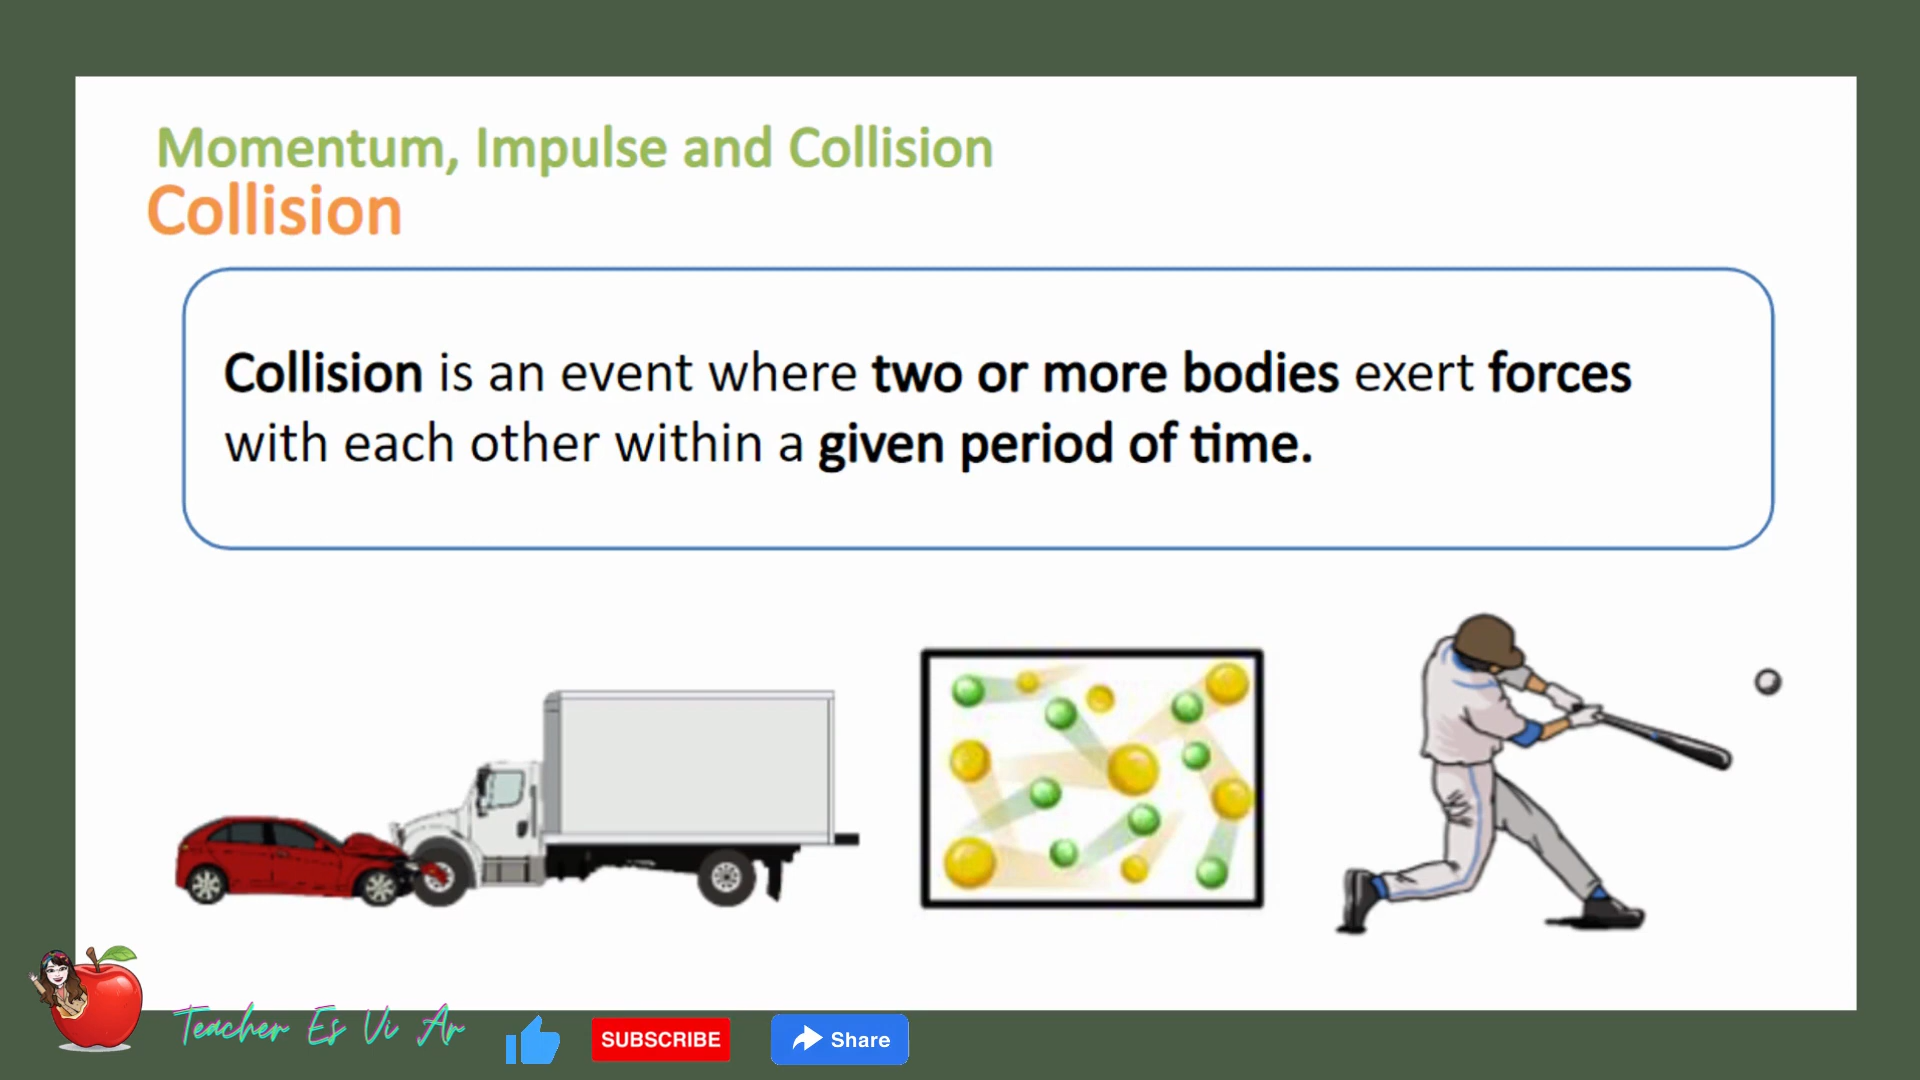 Momentum, Impulse and Collision
Collision
Collision is an event where two or more bodies exert forces
with each other within a given period of time.
Teacher Es Vi Ar
SUBSCRIBE
Share